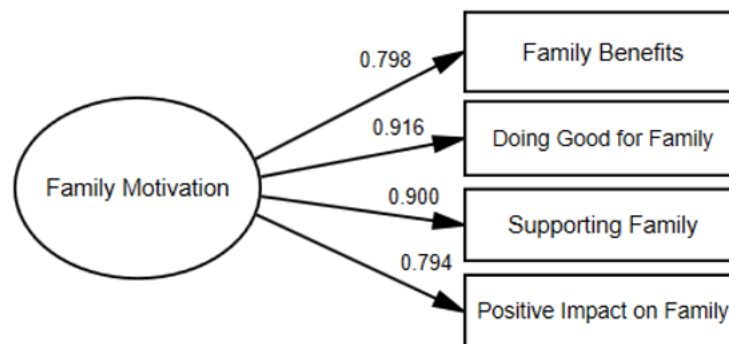 Family Motivation
0.798
Family Benefits
0.916
Doing Good for Family
0.900
Supporting Family
0.794
Positive Impact on Family